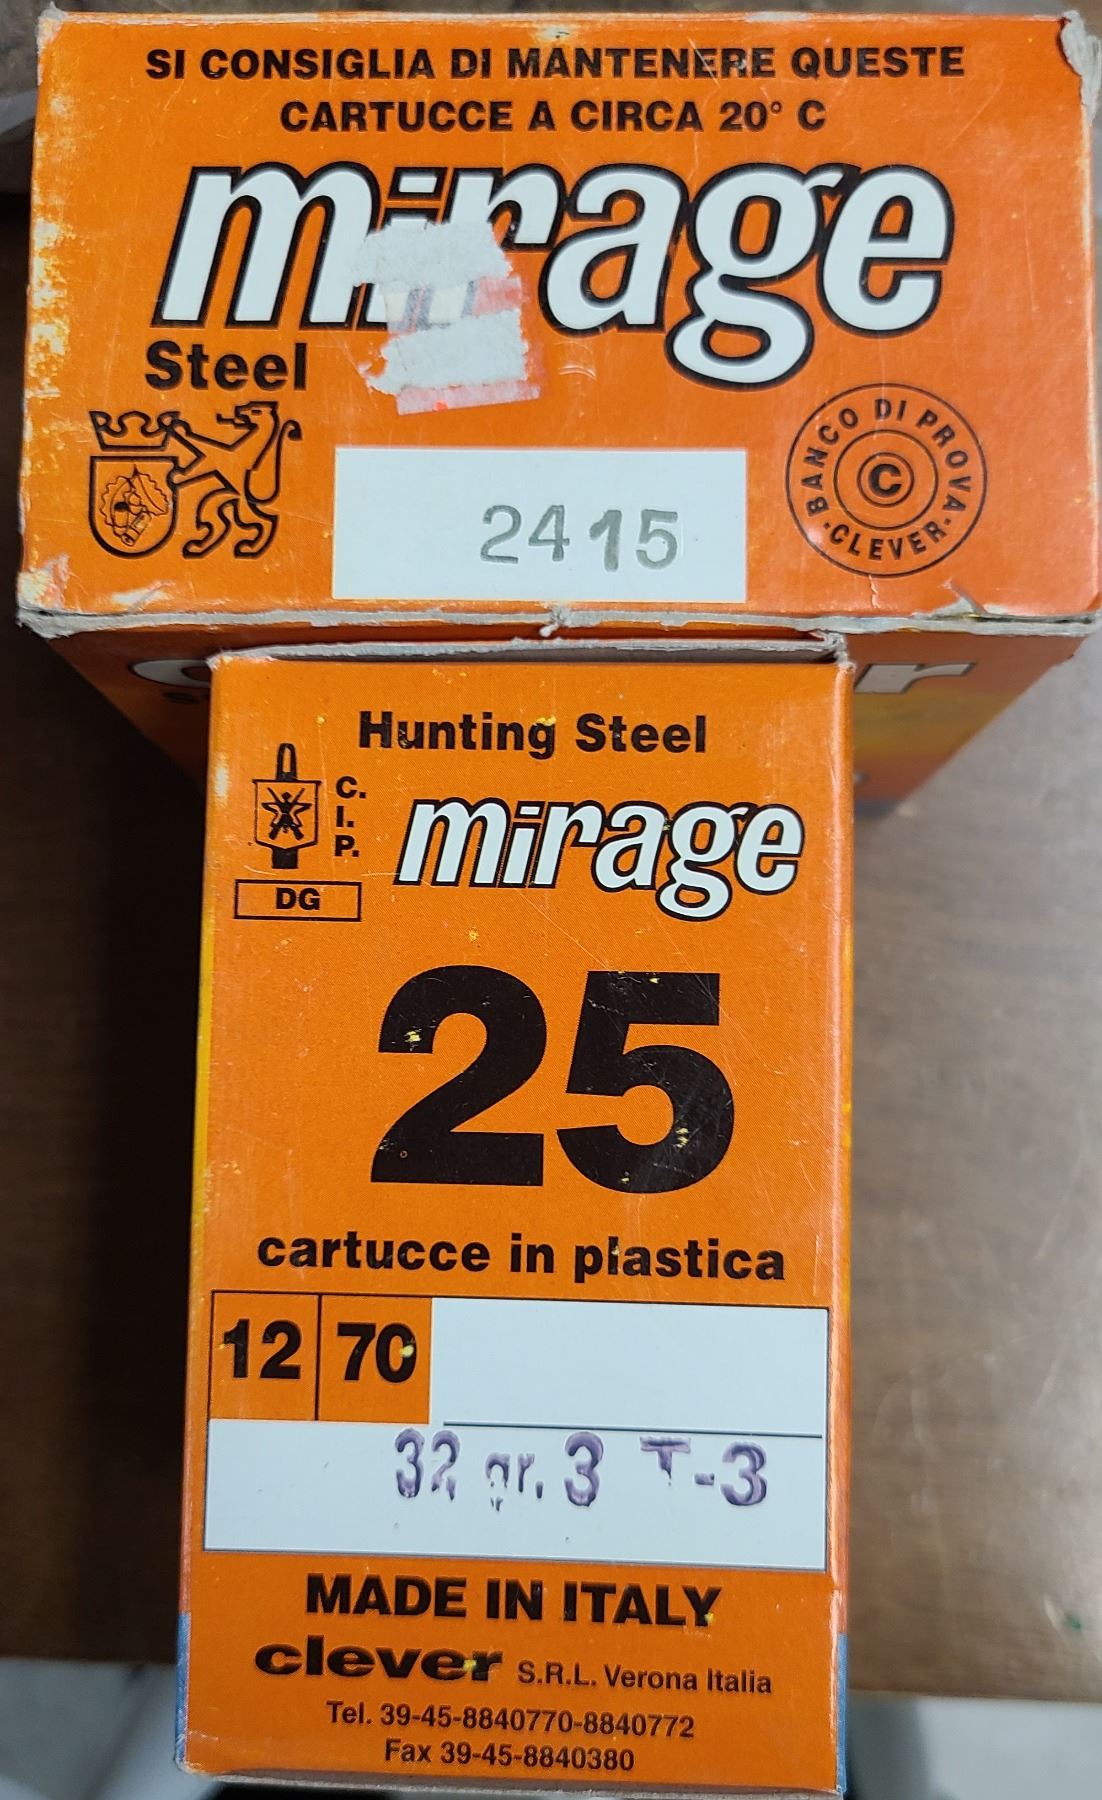 SI CONSIGLIA DI MANTENERE QUESTE
CARTUCCE A CIRCA 20° C
mirage
Steel
BANCO DI PROVA
· CLEVER ·
C
2415
Hunting Steel
C.
I.
P.
mirage
DG
25
cartucce in plastica
12 70
32 gr. 3 T-3
MADE IN ITALY
clever S.R.L. Verona Italia
Tel. 39-45-8840770-8840772
Fax 39-45-8840380